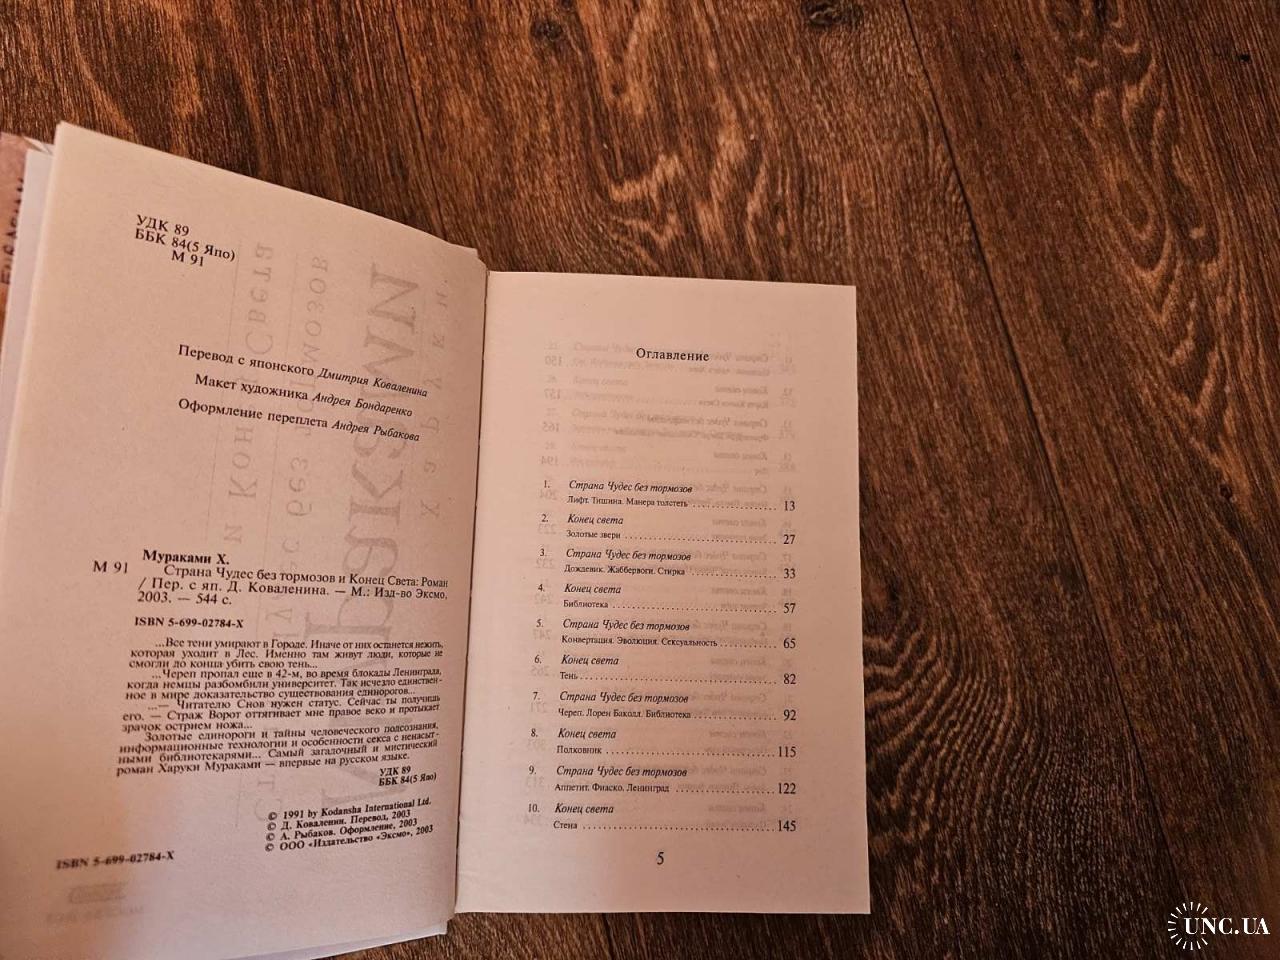 УДК 89
ББК 84(5 Япо)
М 91
Перевод с японского Дмитрия Коваленина
Макет художника Андрея Бондаренко
Оформление переплета Андрея Рыбакова
Мураками Х.
М 91 Страна Чудес без тормозов и Конец Света: Роман
/ Пер. с яп. Д. Коваленина. — М.: Изд-во Эксмо,
2003. — 544 с.
ISBN 5-699-02784-X
...Все тени умирают в Городе. Иначе от них останется нежить,
которая уходит в Лес. Именно там живут люди, которые не
смогли до конца убить свою тень...
...Череп пропал еще в 42-м, во время блокады Ленинграда,
когда немцы разбомбили университет. Так исчезло единствен-
ное в мире доказательство существования единорогов...
...— Читателю Снов нужен статус. Сейчас ты получишь
его. — Страж Ворот оттягивает мне правое веко и протыкает
зрачок острием ножа...
Золотые единороги и тайны человеческого подсознания,
информационные технологии и особенности секса с ненасыт-
ными библиотекарями... Самый загадочный и мистический
роман Харуки Мураками — впервые на русском языке.
УДК 89
ББК 84(5 Япо)
© 1991 by Kodansha International Ltd.
© Д. Коваленин. Перевод, 2003
© А. Рыбаков. Оформление, 2003
© ООО «Издательство «Эксмо», 2003
ISBN 5-699-02784-X
Оглавление
1. Страна Чудес без тормозов
Лифт. Тишина. Манера толстеть 13
2. Конец света
Золотые звери 27
3. Страна Чудес без тормозов
Дождевик. Жаббервоги. Стирка 33
4. Конец света
Библиотека 57
5. Страна Чудес без тормозов
Конвертация. Эволюция. Сексуальность 65
6. Конец света
Тень 82
7. Страна Чудес без тормозов
Череп. Лорен Баколл. Библиотека 92
8. Конец света
Полковник 115
9. Страна Чудес без тормозов
Аппетит. Фиаско. Ленинград 122
10. Конец света
Стена 145
5
UNC.UA